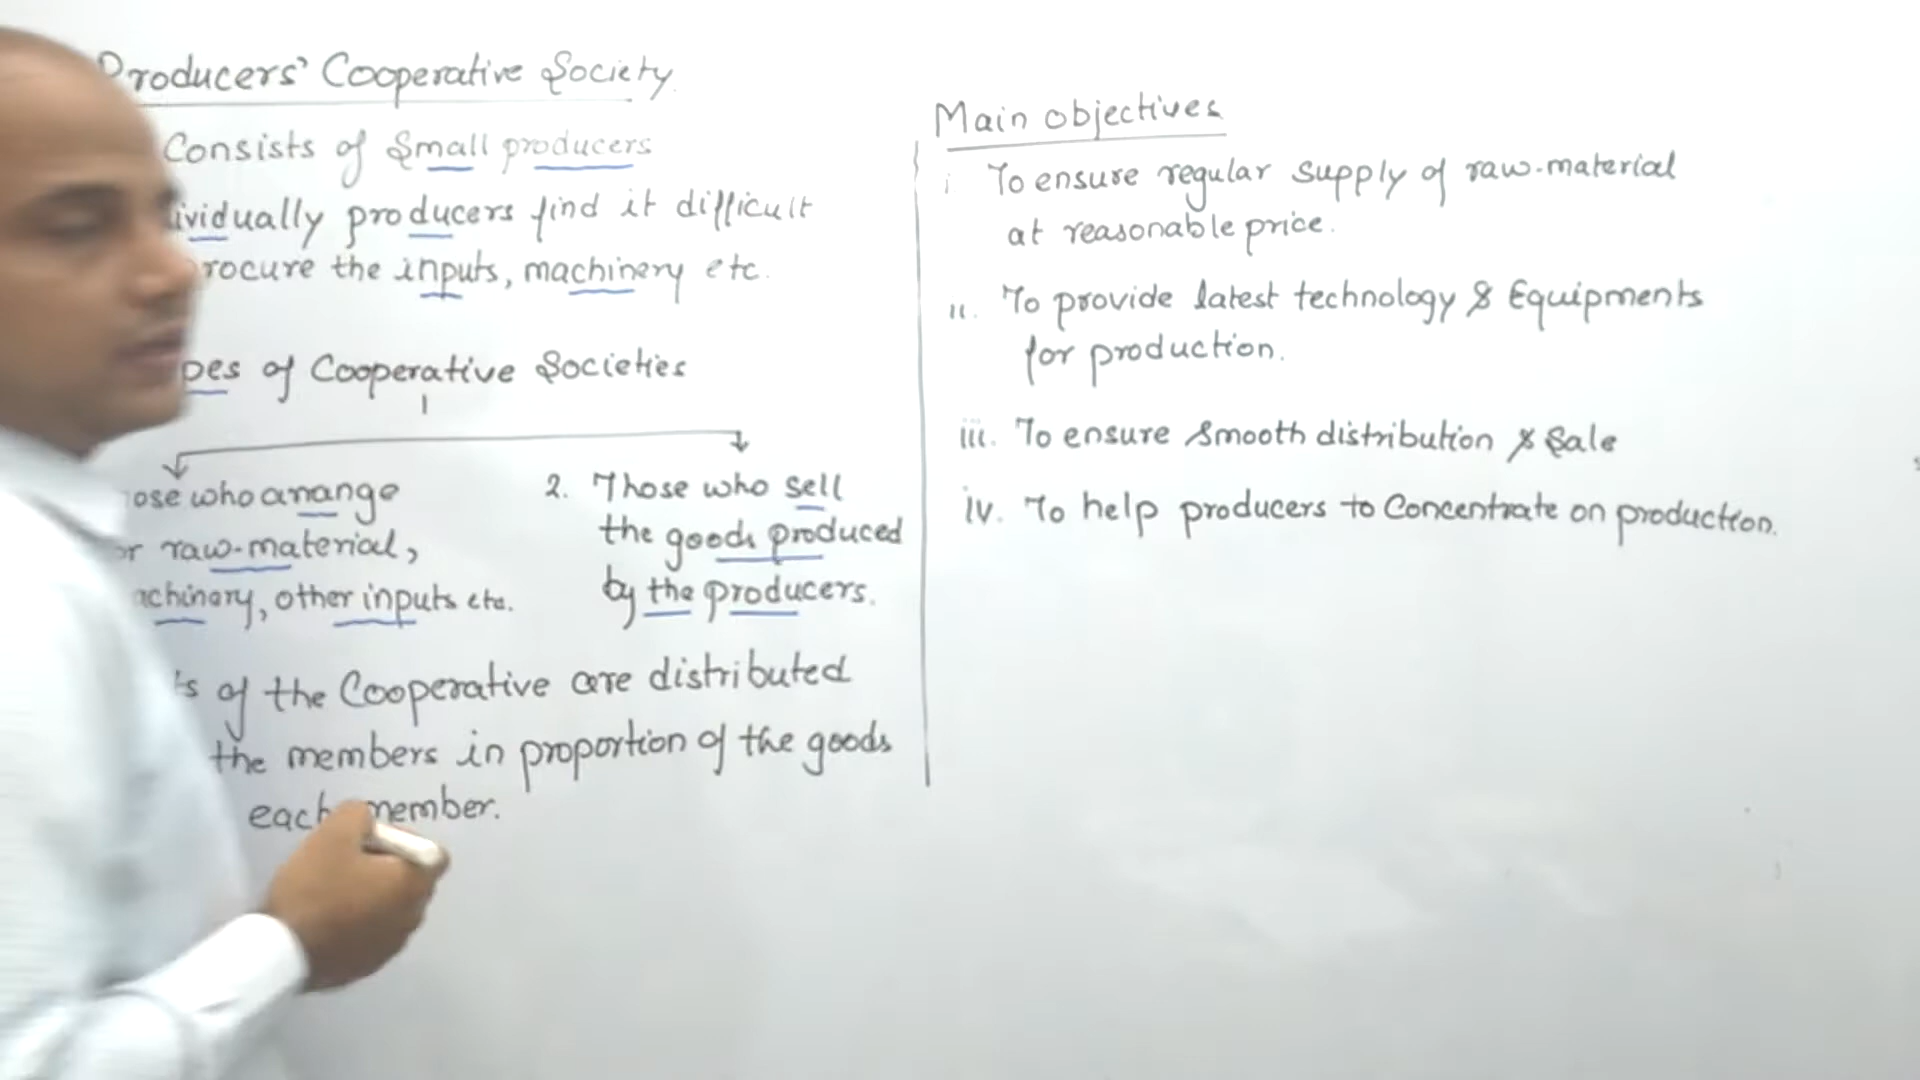 Producers' Cooperative Society
Consists of Small producers
ividually producers find it difficult
rocure the inputs, machinery etc.
pes of Cooperative Societies
ose who arrange
or raw-material,
achinery, other inputs etc.
2. Those who sell
the goods produced
by the producers.
ts of the Cooperative are distributed
the members in proportion of the goods
each member.
Main objectives
i To ensure regular supply of raw-material
at reasonable price.
ii. To provide latest technology & Equipments
for production.
iii. To ensure smooth distribution & Sale
iv. To help producers to Concentrate on production.